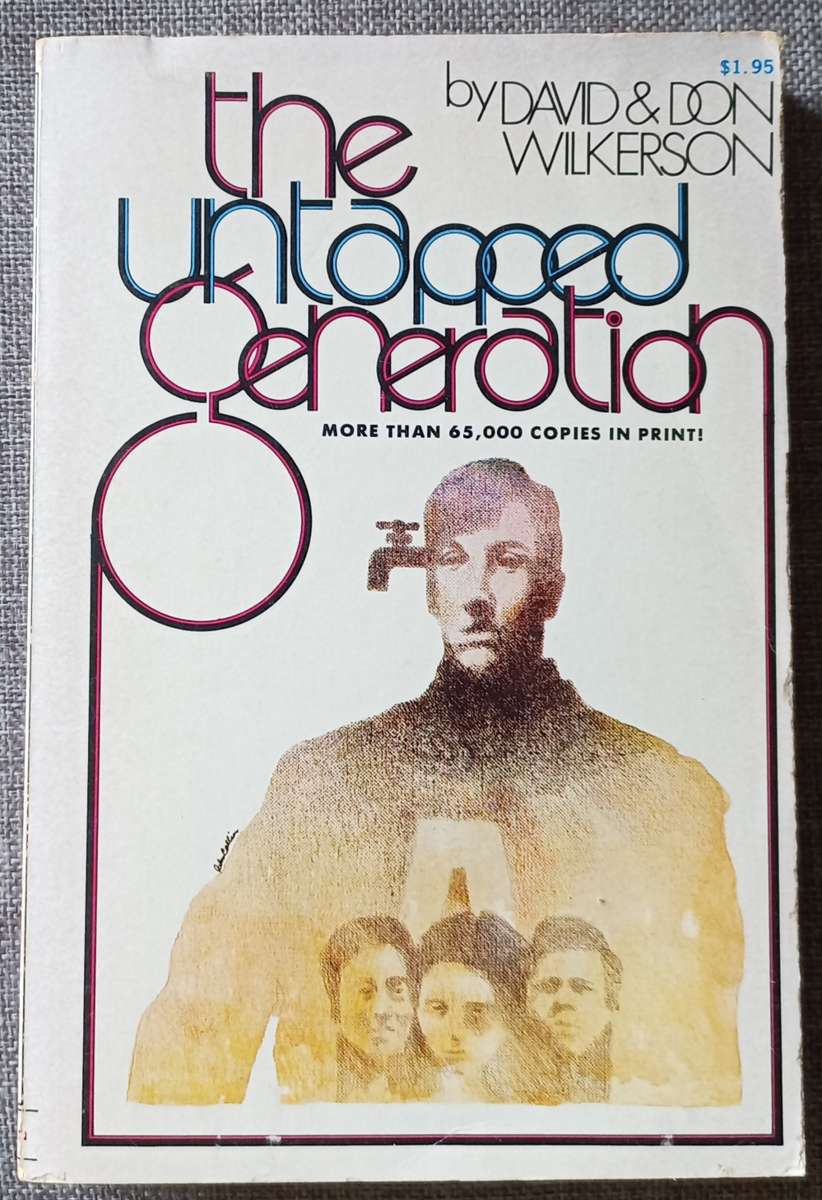 $1.95
by DAVID & DON
WILKERSON
the
untapped
generation
MORE THAN 65,000 COPIES IN PRINT!
A